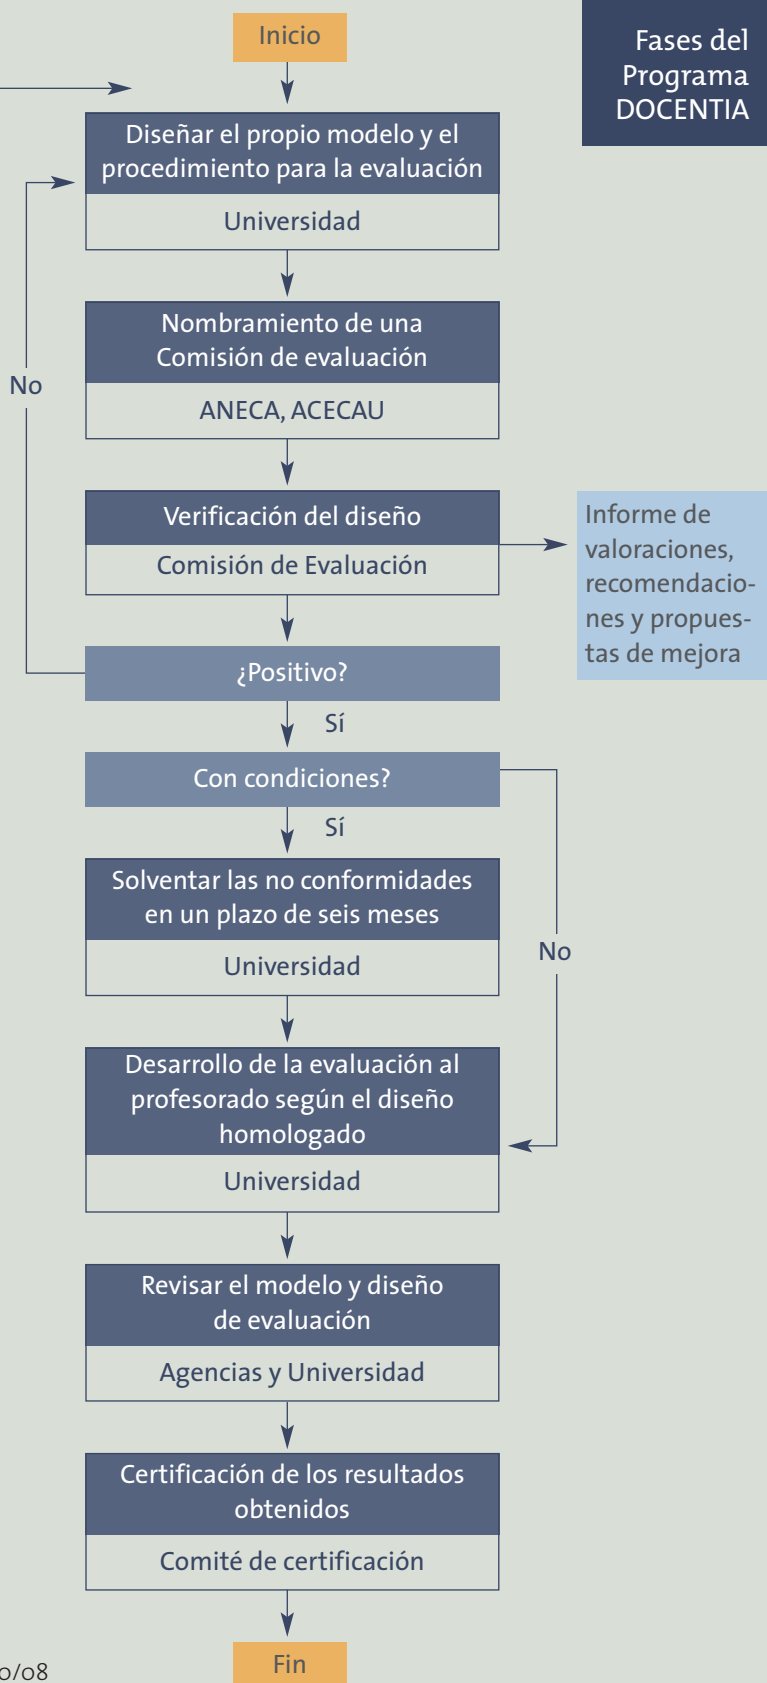 Inicio
Fases del
Programa
DOCENTIA
Diseñar el propio modelo y el
procedimiento para la evaluación
Universidad
Nombramiento de una
Comisión de evaluación
No
ANECA, ACECAU
Verificación del diseño
Comisión de Evaluación
Informe de
valoraciones,
recomendacio-
nes y propues-
tas de mejora
¿Positivo?
Sí
Con condiciones?
Sí
Solventar las no conformidades
en un plazo de seis meses
Universidad
No
Desarrollo de la evaluación al
profesorado según el diseño
homologado
Universidad
Revisar el modelo y diseño
de evaluación
Agencias y Universidad
Certificación de los resultados
obtenidos
Comité de certificación
Fin